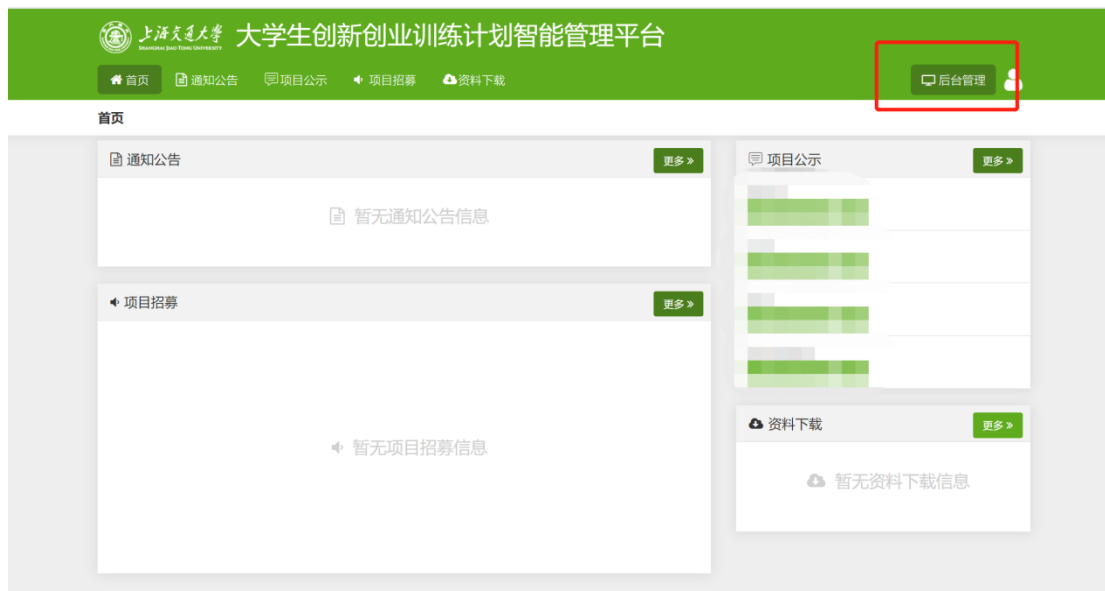 上海交通大学 大学生创新创业训练计划智能管理平台
SHANGHAI JIAO TONG UNIVERSITY
首页 通知公告 项目公示 项目招募 资料下载 后台管理
首页
通知公告 更多 »
暂无通知公告信息
项目公示 更多 »
项目招募 更多 »
暂无项目招募信息
资料下载 更多 »
暂无资料下载信息